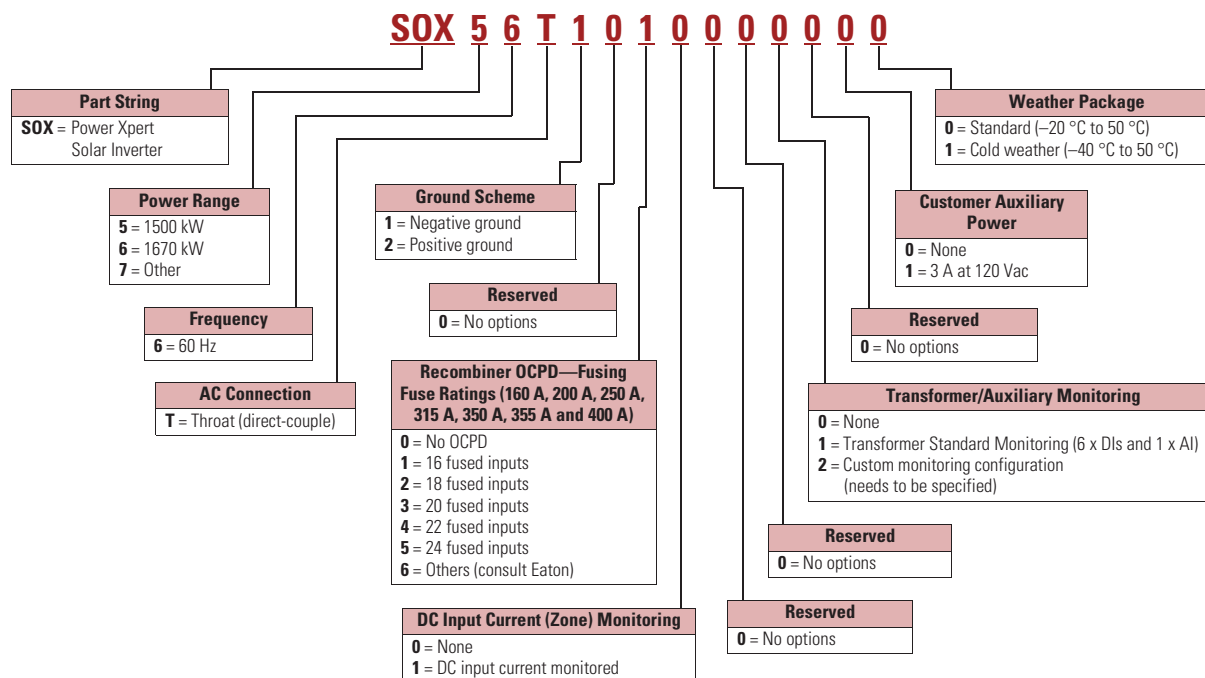 SOX 5 6 T 1 0 1 0 0 0 0 0 0 0
Part String
SOX = Power Xpert
Solar Inverter
Power Range
5 = 1500 kW
6 = 1670 kW
7 = Other
Frequency
6 = 60 Hz
AC Connection
T = Throat (direct-couple)
Ground Scheme
1 = Negative ground
2 = Positive ground
Reserved
0 = No options
Recombiner OCPD—Fusing
Fuse Ratings (160 A, 200 A, 250 A,
315 A, 350 A, 355 A and 400 A)
0 = No OCPD
1 = 16 fused inputs
2 = 18 fused inputs
3 = 20 fused inputs
4 = 22 fused inputs
5 = 24 fused inputs
6 = Others (consult Eaton)
DC Input Current (Zone) Monitoring
0 = None
1 = DC input current monitored
Reserved
0 = No options
Reserved
0 = No options
Transformer/Auxiliary Monitoring
0 = None
1 = Transformer Standard Monitoring (6 x DIs and 1 x AI)
2 = Custom monitoring configuration
(needs to be specified)
Reserved
0 = No options
Customer Auxiliary
Power
0 = None
1 = 3 A at 120 Vac
Weather Package
0 = Standard (–20 °C to 50 °C)
1 = Cold weather (–40 °C to 50 °C)